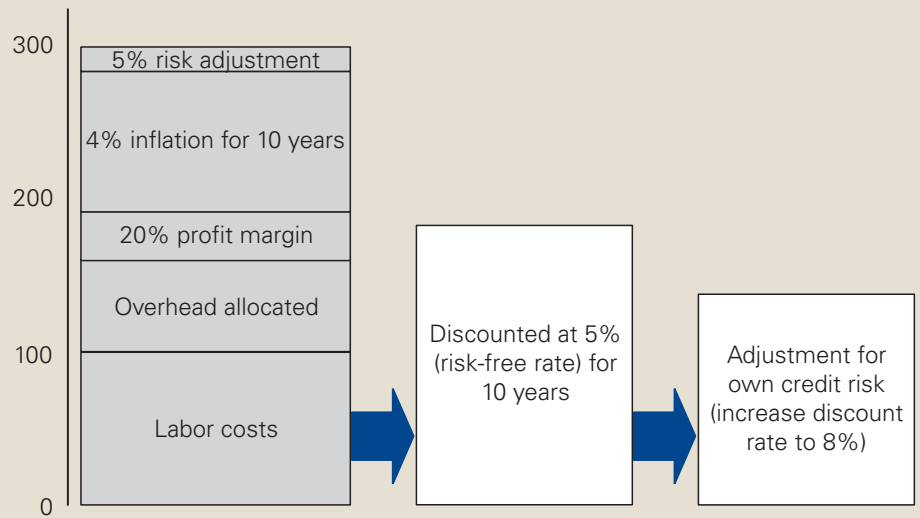 300
200
100
0
5% risk adjustment
4% inflation for 10 years
20% profit margin
Overhead allocated
Labor costs
Discounted at 5%
(risk-free rate) for
10 years
Adjustment for
own credit risk
(increase discount
rate to 8%)